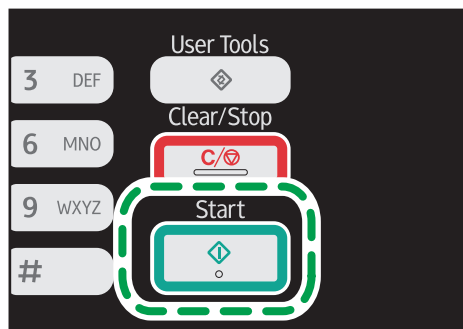 User Tools
3 DEF
Clear/Stop
6 MNO
C/
9 WXYZ
Start
#